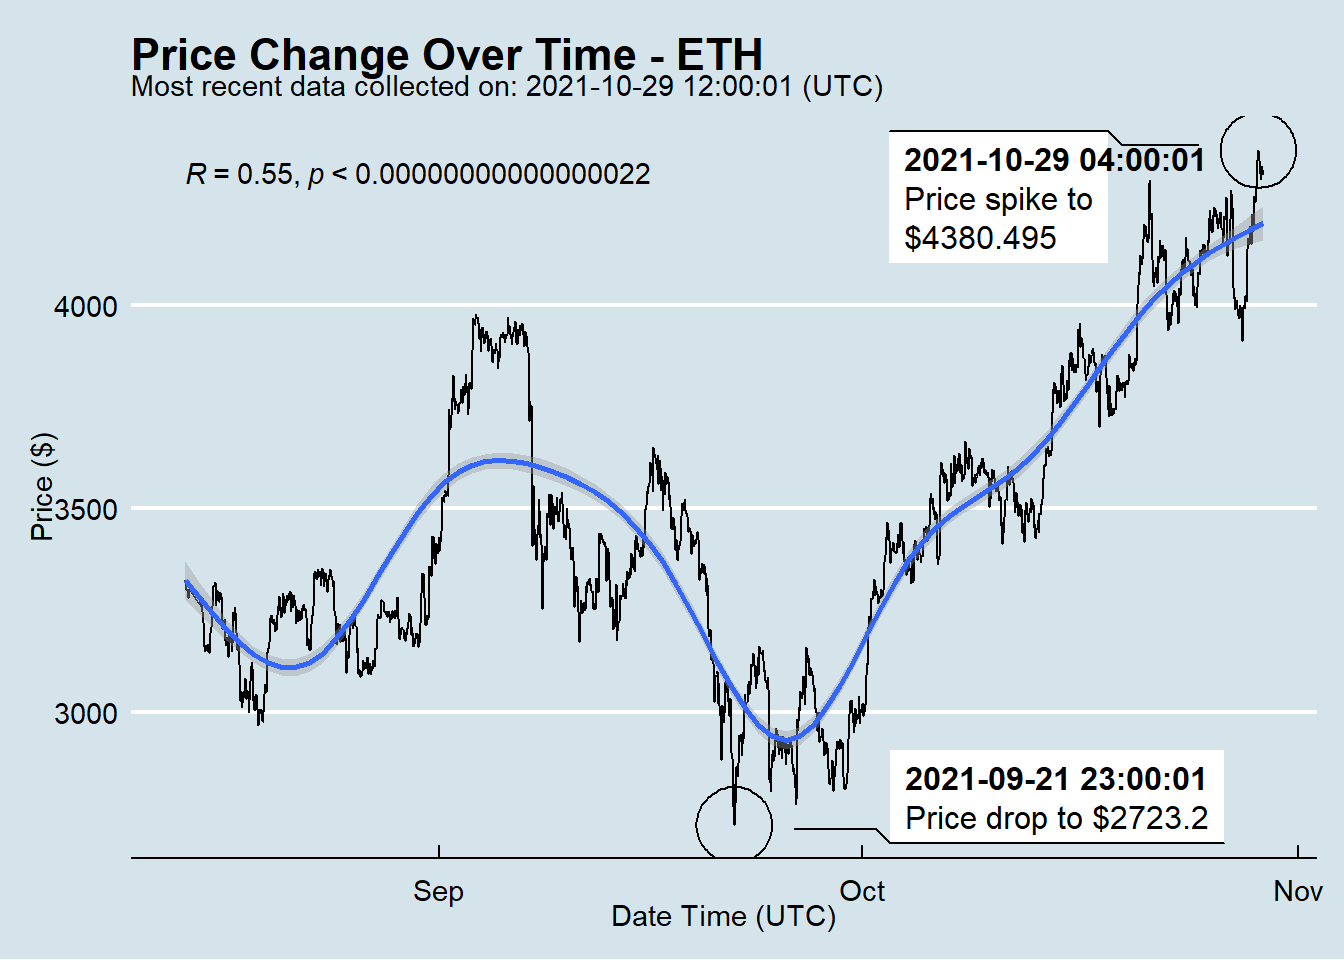 Price Change Over Time - ETH
Most recent data collected on: 2021-10-29 12:00:01 (UTC)
R = 0.55, p < 0.00000000000000022
2021-10-29 04:00:01
Price spike to
$4380.495
4000
3500
3000
Price ($)
2021-09-21 23:00:01
Price drop to $2723.2
Sep
Oct
Nov
Date Time (UTC)